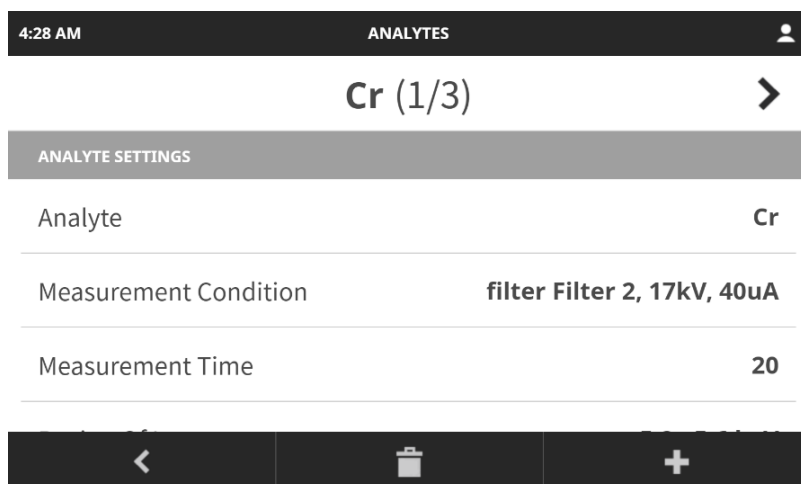 4:28 AM ANALYTES
Cr (1/3)
ANALYTE SETTINGS
Analyte Cr
Measurement Condition filter Filter 2, 17kV, 40uA
Measurement Time 20